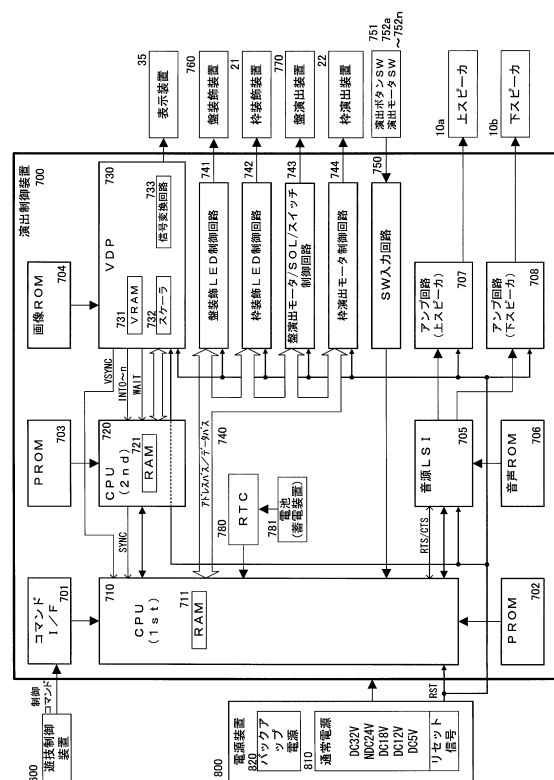 演出制御装置
700
画像ROM
704
VDP
730
731
VRAM
732
スケーラ
733
信号変換回路
35
表示装置
PROM
703
720
CPU
(2nd)
721
RAM
VSYNC
INT0~n
WAIT
SYNC
コマンド
I/F
701
710
CPU
(1st)
711
RAM
PROM
702
制御
コマンド
600
遊技制御
装置
アドレスバス/データバス
740
741
盤装飾LED制御回路
760
盤装飾装置
742
枠装飾LED制御回路
21
枠装飾装置
743
盤演出モータ/SOL/スイッチ
制御回路
770
盤演出装置
744
枠演出モータ制御回路
22
枠演出装置
750
SW入力回路
751
752a
~752n
演出ボタンSW
演出モータSW
780
RTC
781
電池
(蓄電装置)
RTS/CTS
音源LSI
705
音声ROM
706
アンプ回路
(上スピーカ)
707
アンプ回路
(下スピーカ)
708
10a
上スピーカ
10b
下スピーカ
RST
800
電源装置
820
バックア
ップ
電源
810
通常電源
DC32V
NDC24V
DC18V
DC12V
DC5V
リセット
信号